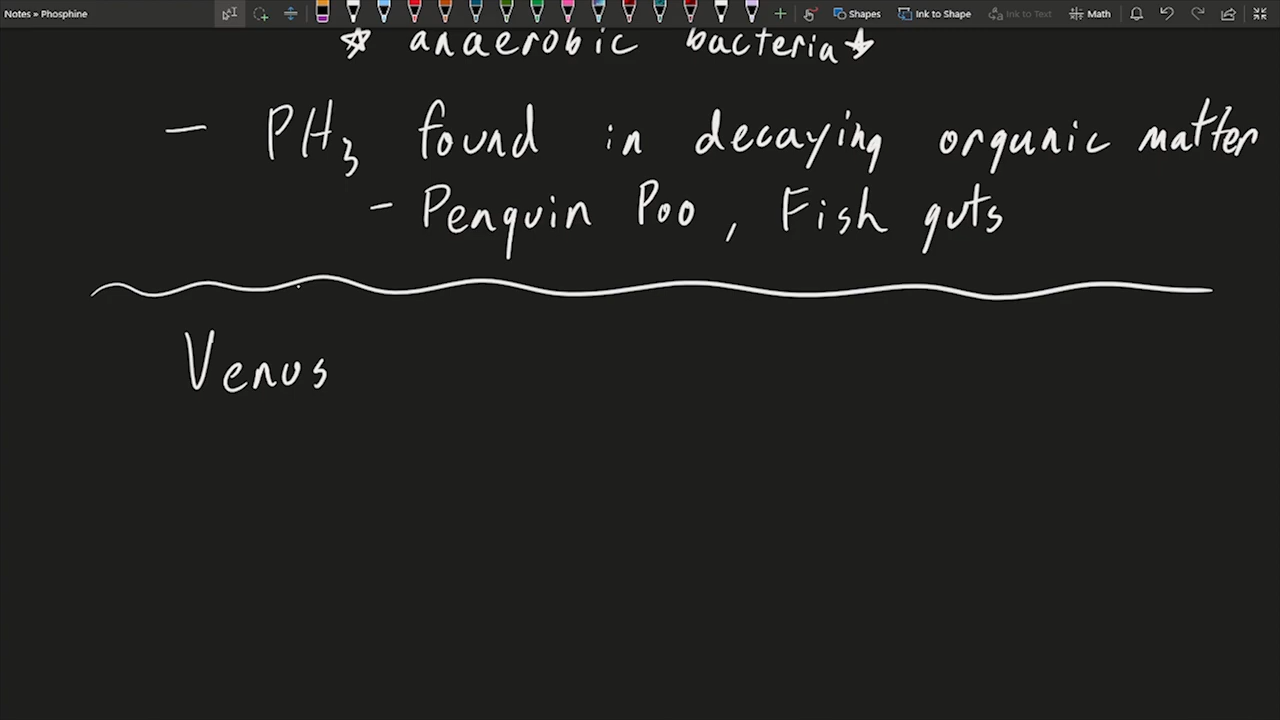 Notes » Phosphine Shapes Ink to Shape Ink to Text Math
☆ anaerobic bacteria ☆
- PH3 found in decaying orgunic matter
- Penguin Poo, Fish guts
Venus